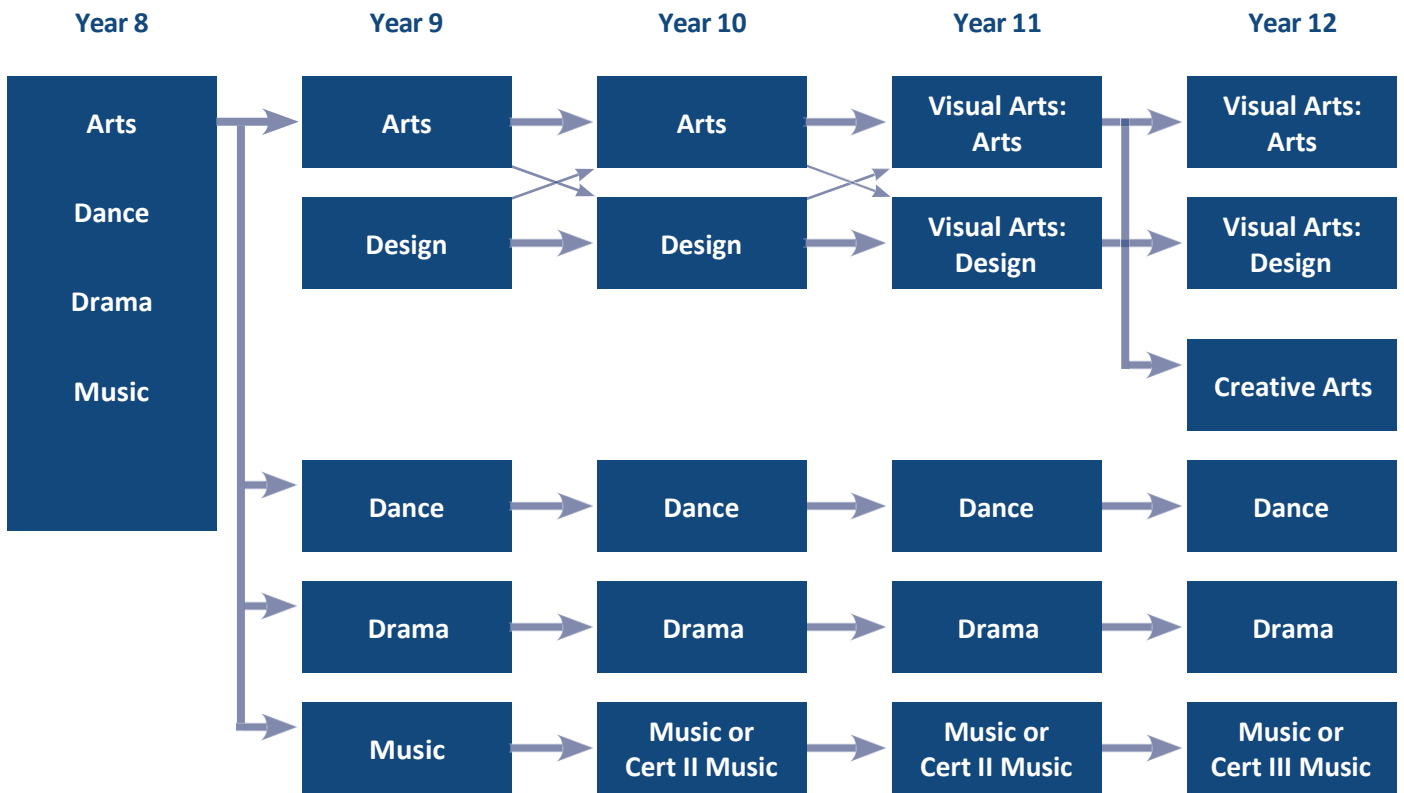 Year 8
Year 9
Year 10
Year 11
Year 12
Arts
Dance
Drama
Music
Arts
Arts
Visual Arts:
Arts
Visual Arts:
Arts
Design
Design
Visual Arts:
Design
Visual Arts:
Design
Creative Arts
Dance
Dance
Dance
Dance
Drama
Drama
Drama
Drama
Music
Music or
Cert II Music
Music or
Cert II Music
Music or
Cert III Music